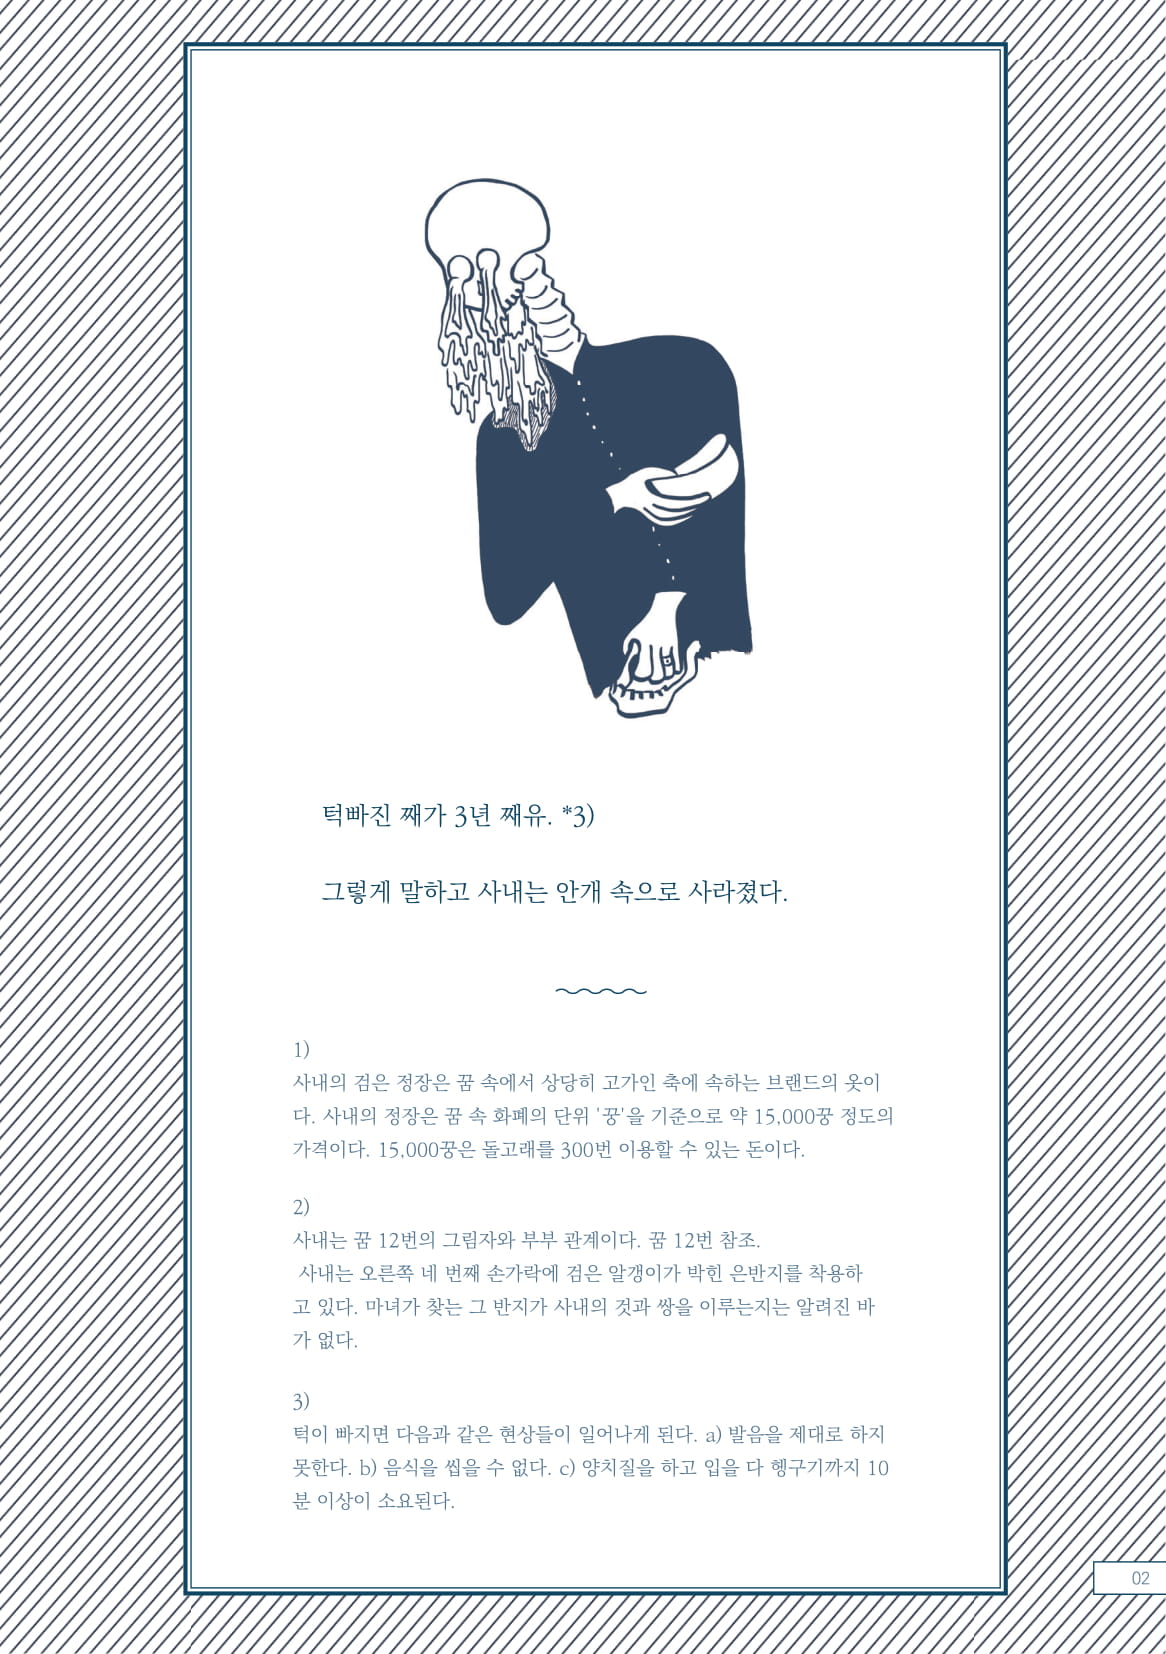 턱빠진 째가 3년 째유. *3)
그렇게 말하고 사내는 안개 속으로 사라졌다.
1)
사내의 검은 정장은 꿈 속에서 상당히 고가인 축에 속하는 브랜드의 옷이
다. 사내의 정장은 꿈 속 화폐의 단위 '꿍'을 기준으로 약 15,000꿍 정도의
가격이다. 15,000꿍은 돌고래를 300번 이용할 수 있는 돈이다.
2)
사내는 꿈 12번의 그림자와 부부 관계이다. 꿈 12번 참조.
사내는 오른쪽 네 번째 손가락에 검은 알갱이가 박힌 은반지를 착용하
고 있다. 마녀가 찾는 그 반지가 사내의 것과 쌍을 이루는지는 알려진 바
가 없다.
3)
턱이 빠지면 다음과 같은 현상들이 일어나게 된다. a) 발음을 제대로 하지
못한다. b) 음식을 씹을 수 없다. c) 양치질을 하고 입을 다 헹구기까지 10
분 이상이 소요된다.
02